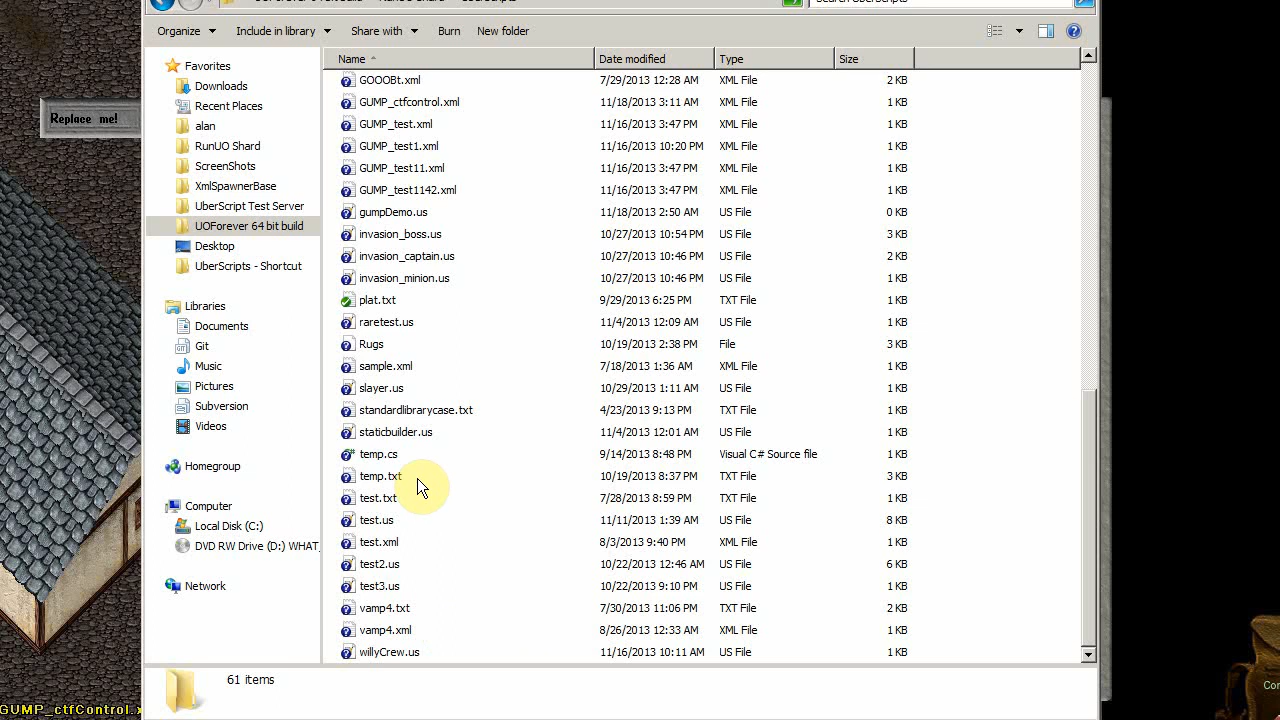 Organize Include in library Share with Burn New folder
Replace me!
Name Date modified Type Size
Favorites
Downloads
Recent Places
alan
RunUO Shard
ScreenShots
XmlSpawnerBase
UberScript Test Server
UOForever 64 bit build
Desktop
UberScripts - Shortcut
Libraries
Documents
Git
Music
Pictures
Subversion
Videos
Homegroup
Computer
Local Disk (C:)
DVD RW Drive (D:) WHAT_
Network
GOOOBt.xml 7/29/2013 12:28 AM XML File 2 KB
GUMP_ctfcontrol.xml 11/18/2013 3:11 AM XML File 1 KB
GUMP_test.xml 11/16/2013 3:47 PM XML File 1 KB
GUMP_test1.xml 11/16/2013 10:20 PM XML File 1 KB
GUMP_test11.xml 11/16/2013 3:47 PM XML File 1 KB
GUMP_test1142.xml 11/16/2013 3:47 PM XML File 1 KB
gumpDemo.us 11/18/2013 2:50 AM US File 0 KB
invasion_boss.us 10/27/2013 10:54 PM US File 3 KB
invasion_captain.us 10/27/2013 10:46 PM US File 2 KB
invasion_minion.us 10/27/2013 10:46 PM US File 1 KB
plat.txt 9/29/2013 6:25 PM TXT File 1 KB
raretest.us 11/4/2013 12:09 AM US File 1 KB
Rugs 10/19/2013 2:38 PM File 3 KB
sample.xml 7/18/2013 1:36 AM XML File 1 KB
slayer.us 10/29/2013 1:11 AM US File 1 KB
standardlibrarycase.txt 4/23/2013 9:13 PM TXT File 1 KB
staticbuilder.us 11/4/2013 12:01 AM US File 1 KB
temp.cs 9/14/2013 8:48 PM Visual C# Source file 1 KB
temp.txt 10/19/2013 8:37 PM TXT File 3 KB
test.txt 7/28/2013 8:59 PM TXT File 1 KB
test.us 11/11/2013 1:39 AM US File 8 KB
test.xml 8/3/2013 9:40 PM XML File 1 KB
test2.us 10/22/2013 12:46 AM US File 6 KB
test3.us 10/22/2013 9:10 PM US File 1 KB
vamp4.txt 7/30/2013 11:06 PM TXT File 2 KB
vamp4.xml 8/26/2013 12:33 AM XML File 1 KB
willyCrew.us 11/16/2013 10:11 AM US File 1 KB
61 items
GUMP_ctfControl.x
Con